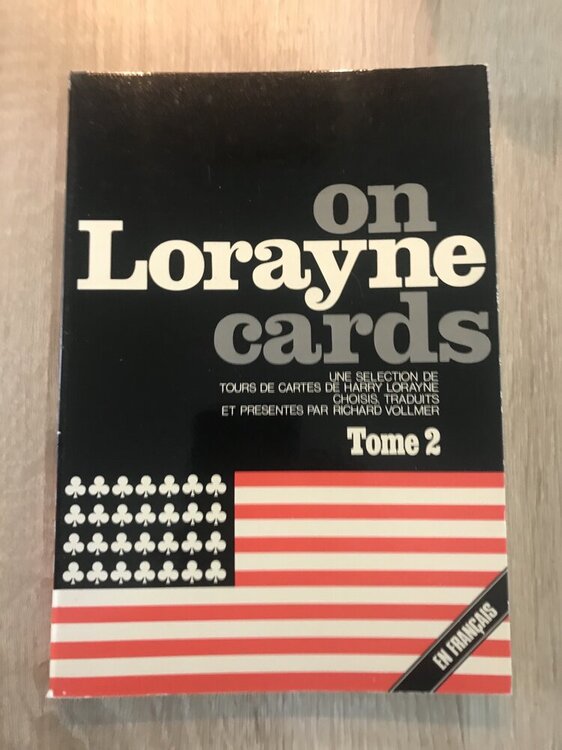 on
Lorayne
cards
UNE SELECTION DE
TOURS DE CARTES DE HARRY LORAYNE
CHOISIS, TRADUITS
ET PRESENTES PAR RICHARD VOLLMER
Tome 2
EN FRANÇAIS